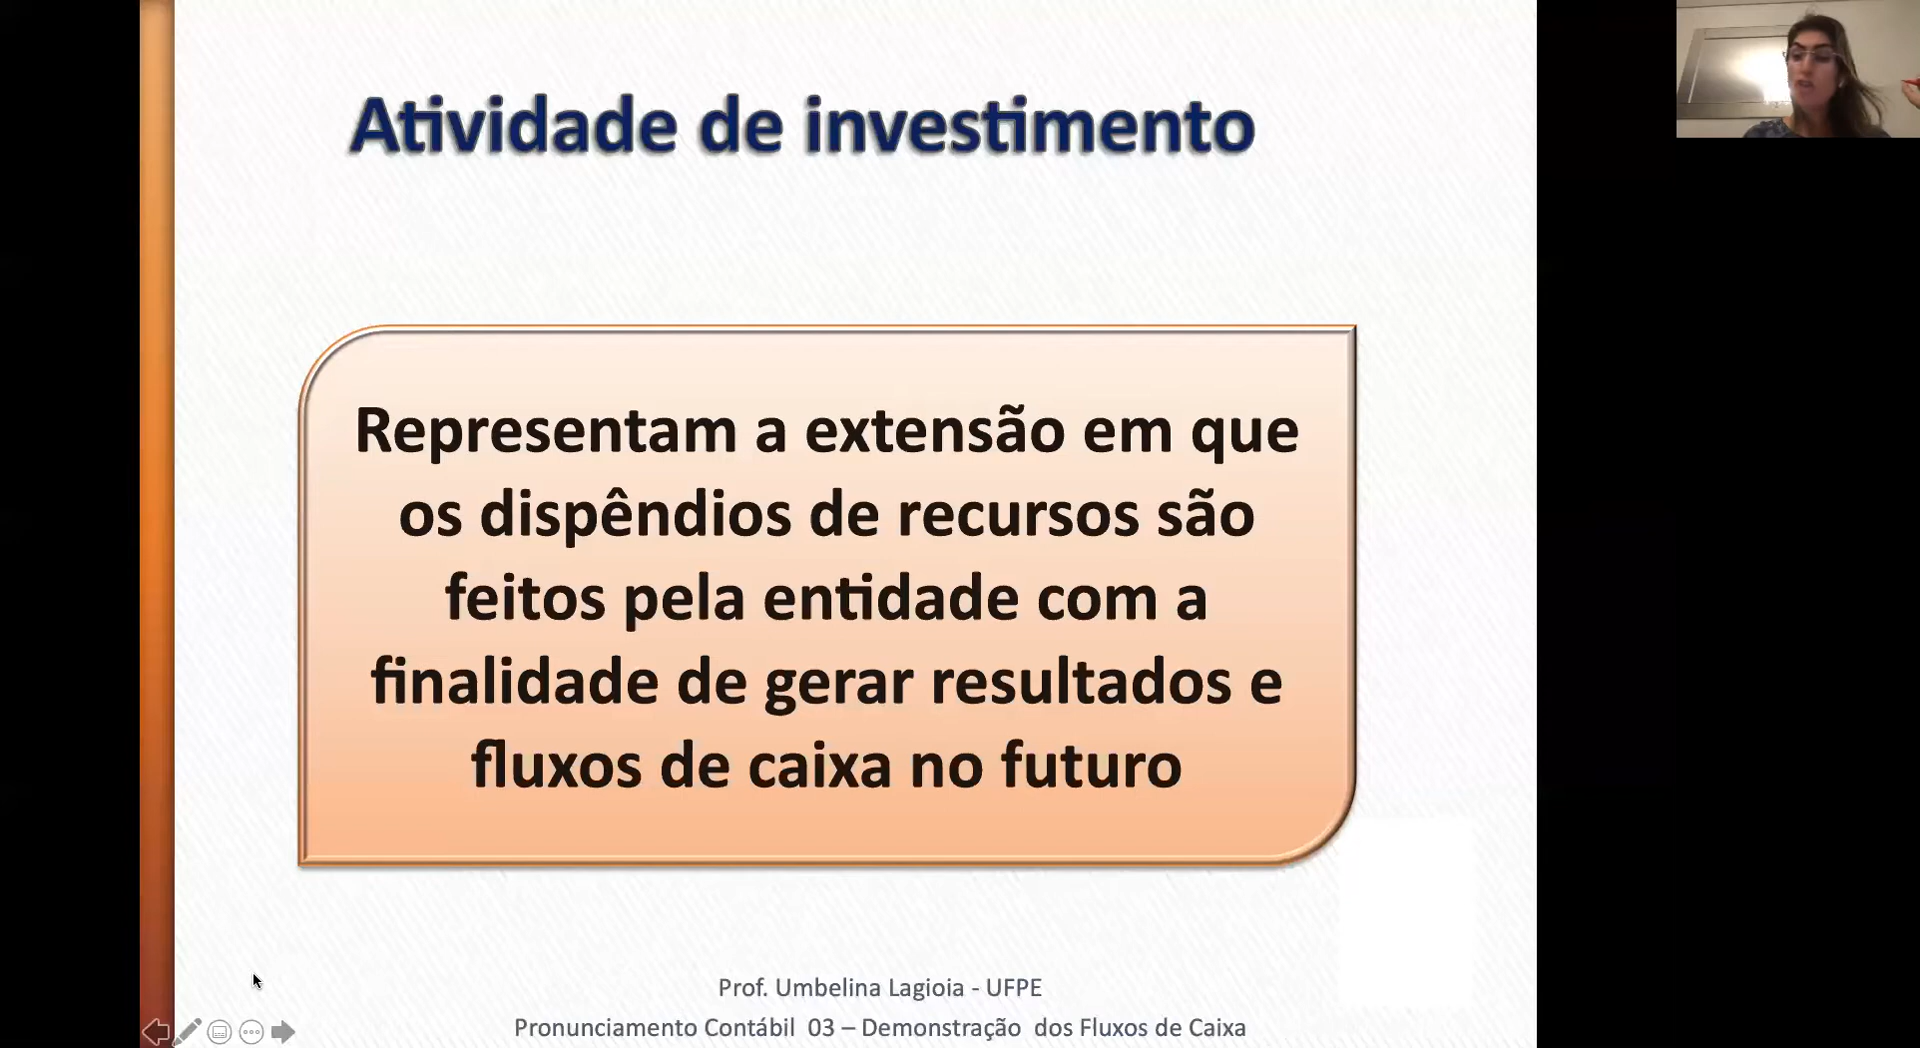 Atividade de investimento
Representam a extensão em que
os dispêndios de recursos são
feitos pela entidade com a
finalidade de gerar resultados e
fluxos de caixa no futuro
Prof. Umbelina Lagioia - UFPE
Pronunciamento Contábil 03 – Demonstração dos Fluxos de Caixa